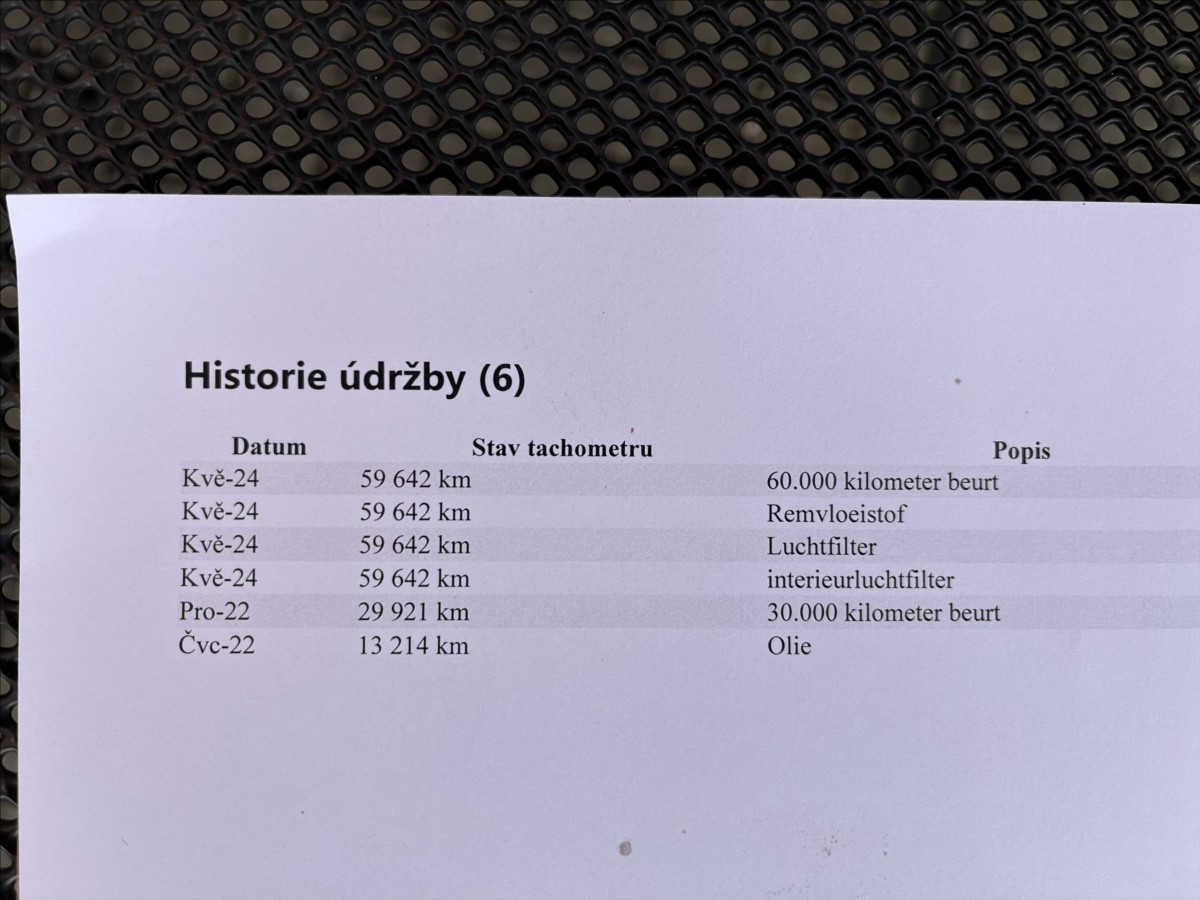 Historie údržby (6)
Datum Stav tachometru Popis
Kvě-24 59 642 km 60.000 kilometer beurt
Kvě-24 59 642 km Remvloeistof
Kvě-24 59 642 km Luchtfilter
Kvě-24 59 642 km interieurluchtfilter
Pro-22 29 921 km 30.000 kilometer beurt
Čvc-22 13 214 km Olie